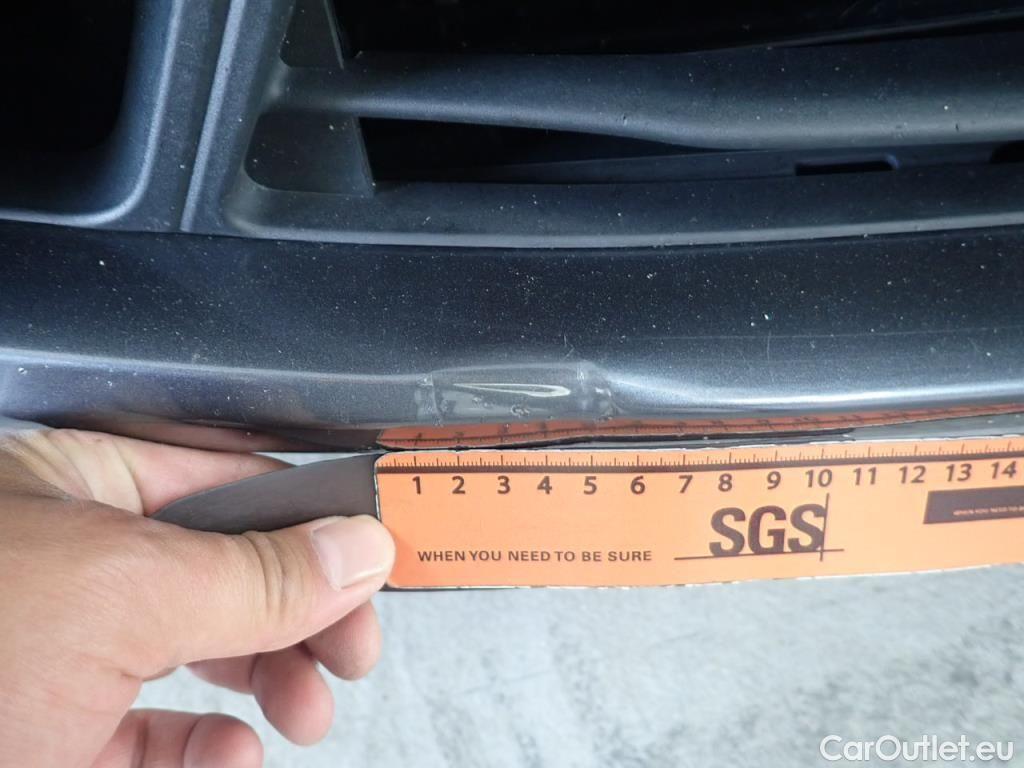 1 2 3 4 5 6 7 8 9 10 11 12 13 14
SGS
WHEN YOU NEED TO BE SURE
CarOutlet.eu